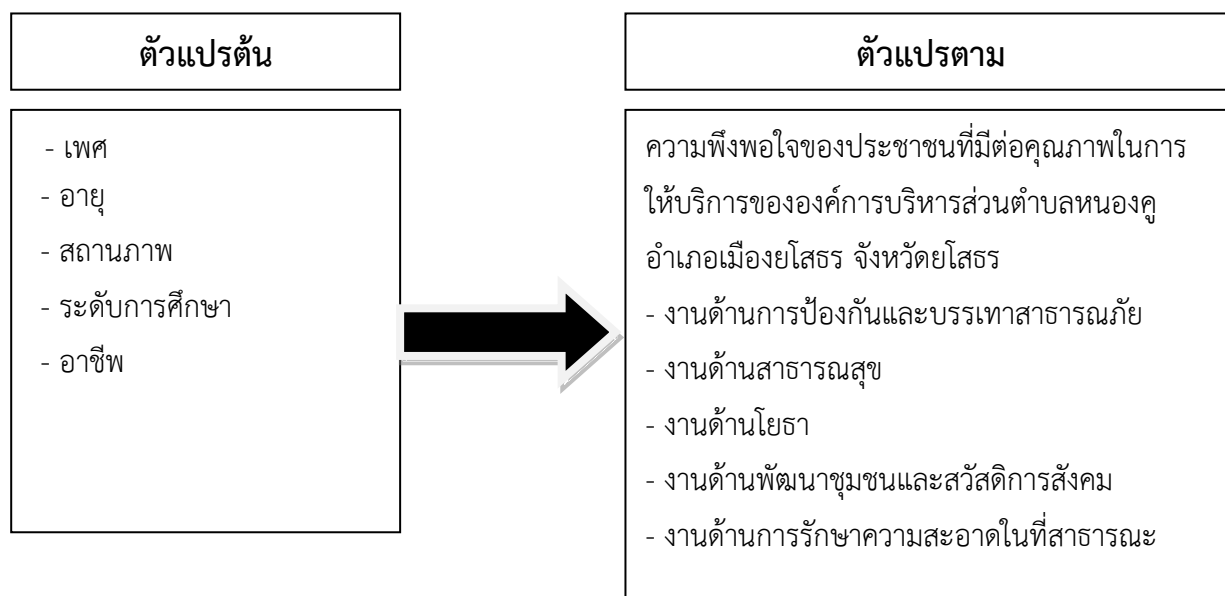 ตัวแปรต้น
- เพศ
- อายุ
- สถานภาพ
- ระดับการศึกษา
- อาชีพ
ตัวแปรตาม
ความพึงพอใจของประชาชนที่มีต่อคุณภาพในการ
ให้บริการขององค์การบริหารส่วนตำบลหนองคู
อำเภอเมืองยโสธร จังหวัดยโสธร
- งานด้านการป้องกันและบรรเทาสาธารณภัย
- งานด้านสาธารณสุข
- งานด้านโยธา
- งานด้านพัฒนาชุมชนและสวัสดิการสังคม
- งานด้านการรักษาความสะอาดในที่สาธารณะ